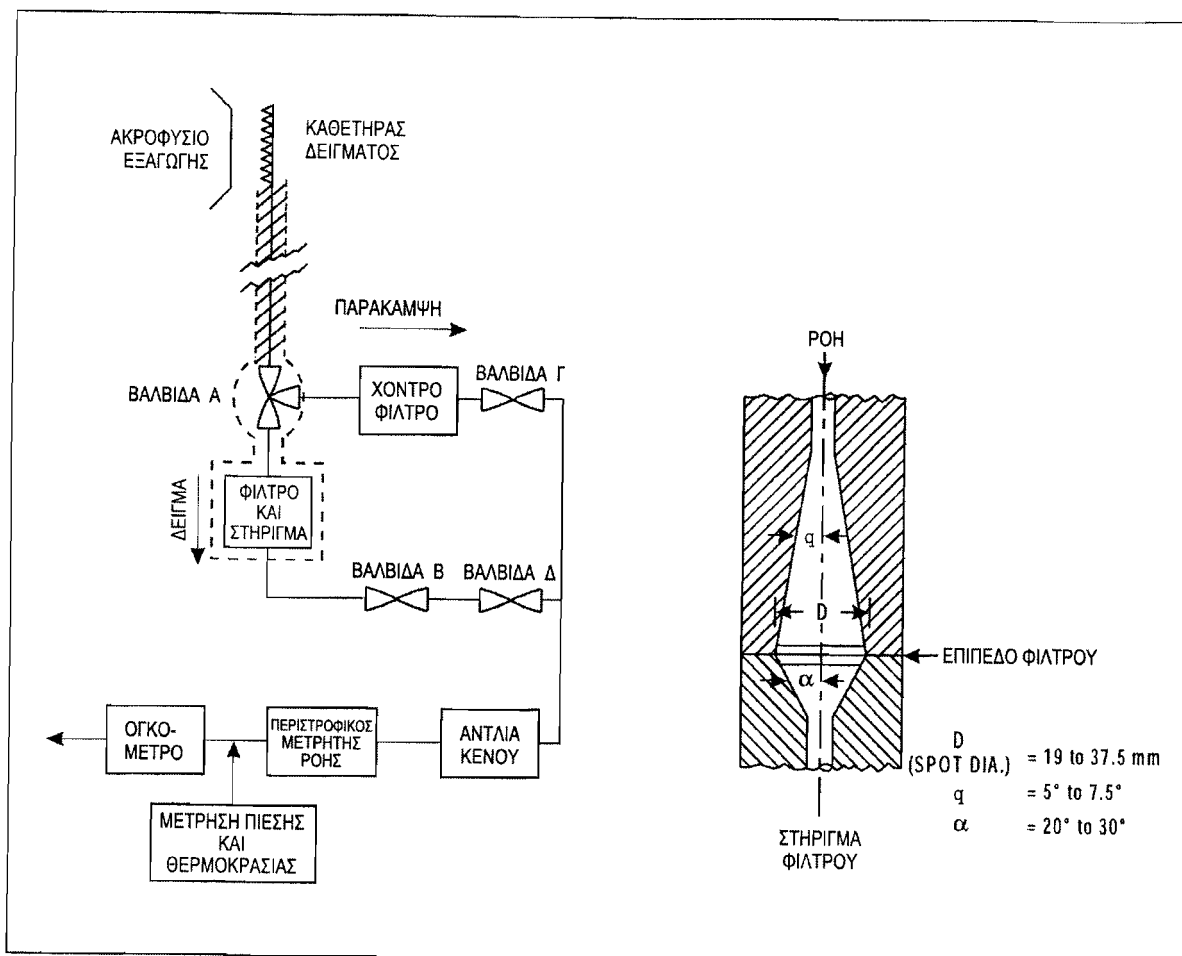 ΑΚΡΟΦΥΣΙΟ
ΕΞΑΓΩΓΗΣ
ΚΑΘΕΤΗΡΑΣ
ΔΕΙΓΜΑΤΟΣ
ΠΑΡΑΚΑΜΨΗ
ΒΑΛΒΙΔΑ Α
ΧΟΝΤΡΟ
ΦΙΛΤΡΟ
ΒΑΛΒΙΔΑ Γ
ΔΕΙΓΜΑ
ΦΙΛΤΡΟ
ΚΑΙ
ΣΤΗΡΙΓΜΑ
ΒΑΛΒΙΔΑ Β
ΒΑΛΒΙΔΑ Δ
ΟΓΚΟ-
ΜΕΤΡΟ
ΠΕΡΙΣΤΡΟΦΙΚΟΣ
ΜΕΤΡΗΤΗΣ
ΡΟΗΣ
ΑΝΤΛΙΑ
ΚΕΝΟΥ
ΜΕΤΡΗΣΗ ΠΙΕΣΗΣ
ΚΑΙ
ΘΕΡΜΟΚΡΑΣΙΑΣ
ΡΟΗ
q
D
α
ΕΠΙΠΕΔΟ ΦΙΛΤΡΟΥ
ΣΤΗΡΙΓΜΑ
ΦΙΛΤΡΟΥ
D
(SPOT DIA.) = 19 to 37.5 mm
q = 5° to 7.5°
α = 20° to 30°